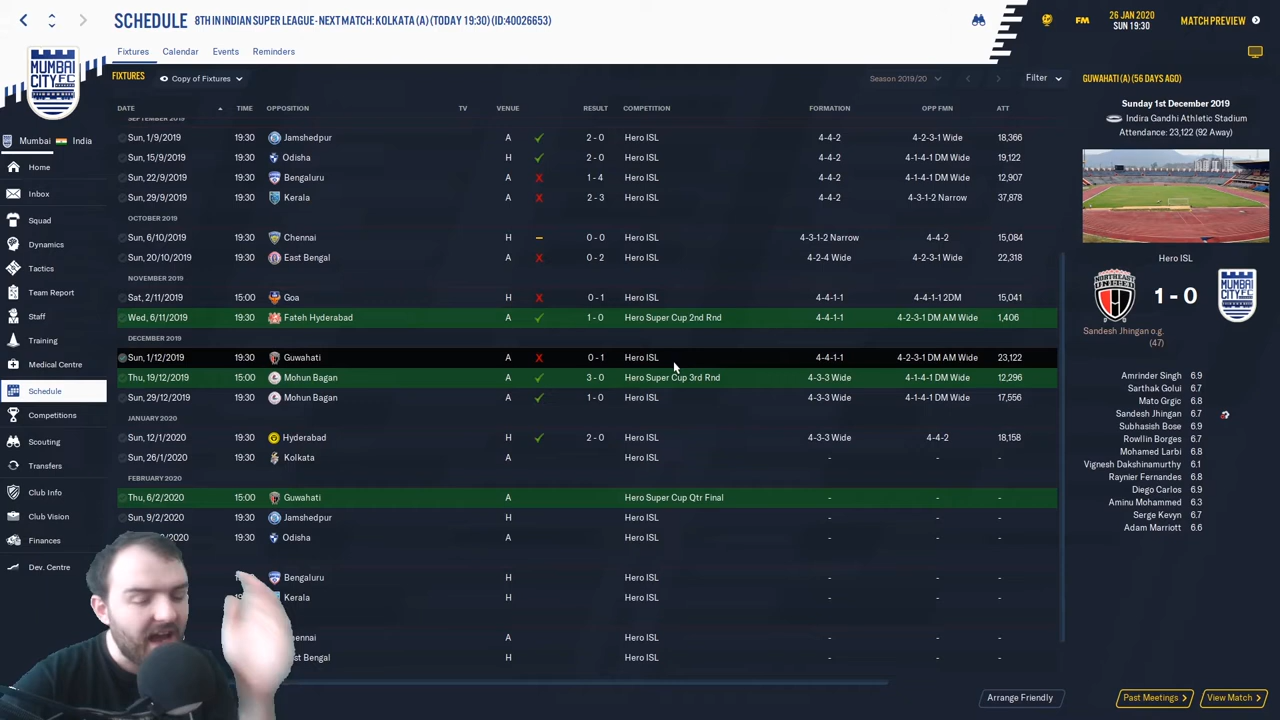 SCHEDULE 8TH IN INDIAN SUPER LEAGUE - NEXT MATCH: KOLKATA (A) (TODAY 19:30) (ID:40026653)
FM 26 JAN 2020 SUN 19:30 MATCH PREVIEW
Fixtures Calendar Events Reminders
MUMBAI CITY FC
Mumbai India
Home
Inbox
Squad
Dynamics
Tactics
Team Report
Staff
Training
Medical Centre
Schedule
Competitions
Scouting
Transfers
Club Info
Club Vision
Finances
Dev. Centre
FIXTURES Copy of Fixtures Season 2019/20 Filter
DATE TIME OPPOSITION TV VENUE RESULT COMPETITION FORMATION OPP FMN ATT
SEPTEMBER 2019
Sun, 1/9/2019 19:30 Jamshedpur A 2 - 0 Hero ISL 4-4-2 4-2-3-1 Wide 18,366
Sun, 15/9/2019 19:30 Odisha H 2 - 0 Hero ISL 4-4-2 4-1-4-1 DM Wide 19,122
Sun, 22/9/2019 19:30 Bengaluru A 1 - 4 Hero ISL 4-4-2 4-1-4-1 DM Wide 12,907
Sun, 29/9/2019 19:30 Kerala A 2 - 3 Hero ISL 4-4-2 4-3-1-2 Narrow 37,878
OCTOBER 2019
Sun, 6/10/2019 19:30 Chennai H 0 - 0 Hero ISL 4-3-1-2 Narrow 4-4-2 15,084
Sun, 20/10/2019 19:30 East Bengal A 0 - 2 Hero ISL 4-2-4 Wide 4-2-3-1 Wide 22,318
NOVEMBER 2019
Sat, 2/11/2019 15:00 Goa H 0 - 1 Hero ISL 4-4-1-1 4-4-1-1 2DM 15,041
Wed, 6/11/2019 19:30 Fateh Hyderabad A 1 - 0 Hero Super Cup 2nd Rnd 4-4-1-1 4-2-3-1 DM AM Wide 1,406
DECEMBER 2019
Sun, 1/12/2019 19:30 Guwahati A 0 - 1 Hero ISL 4-4-1-1 4-2-3-1 DM AM Wide 23,122
Thu, 19/12/2019 15:00 Mohun Bagan A 3 - 0 Hero Super Cup 3rd Rnd 4-3-3 Wide 4-1-4-1 DM Wide 12,296
Sun, 29/12/2019 19:30 Mohun Bagan A 1 - 0 Hero ISL 4-3-3 Wide 4-1-4-1 DM Wide 17,556
JANUARY 2020
Sun, 12/1/2020 19:30 Hyderabad H 2 - 0 Hero ISL 4-3-3 Wide 4-4-2 18,158
Sun, 26/1/2020 19:30 Kolkata A Hero ISL - - -
FEBRUARY 2020
Thu, 6/2/2020 15:00 Guwahati A Hero Super Cup Qtr Final - - -
Sun, 9/2/2020 19:30 Jamshedpur H Hero ISL - - -
/2020 19:30 Odisha A Hero ISL - - -
Bengaluru H Hero ISL - - -
Kerala H Hero ISL - - -
hennai A Hero ISL - - -
st Bengal H Hero ISL - - -
Arrange Friendly
GUWAHATI (A) (56 DAYS AGO)
Sunday 1st December 2019
Indira Gandhi Athletic Stadium
Attendance: 23,122 (92 Away)
Hero ISL
NORTHEAST UNITED 1 - 0 MUMBAI CITY FC
Sandesh Jhingan o.g. (47)
Amrinder Singh 6.9
Sarthak Golui 6.7
Mato Grgic 6.8
Sandesh Jhingan 6.7
Subhasish Bose 6.9
Rowllin Borges 6.7
Mohamed Larbi 6.8
Vignesh Dakshinamurthy 6.1
Raynier Fernandes 6.8
Diego Carlos 6.9
Aminu Mohammed 6.3
Serge Kevyn 6.7
Adam Marriott 6.6
Past Meetings View Match